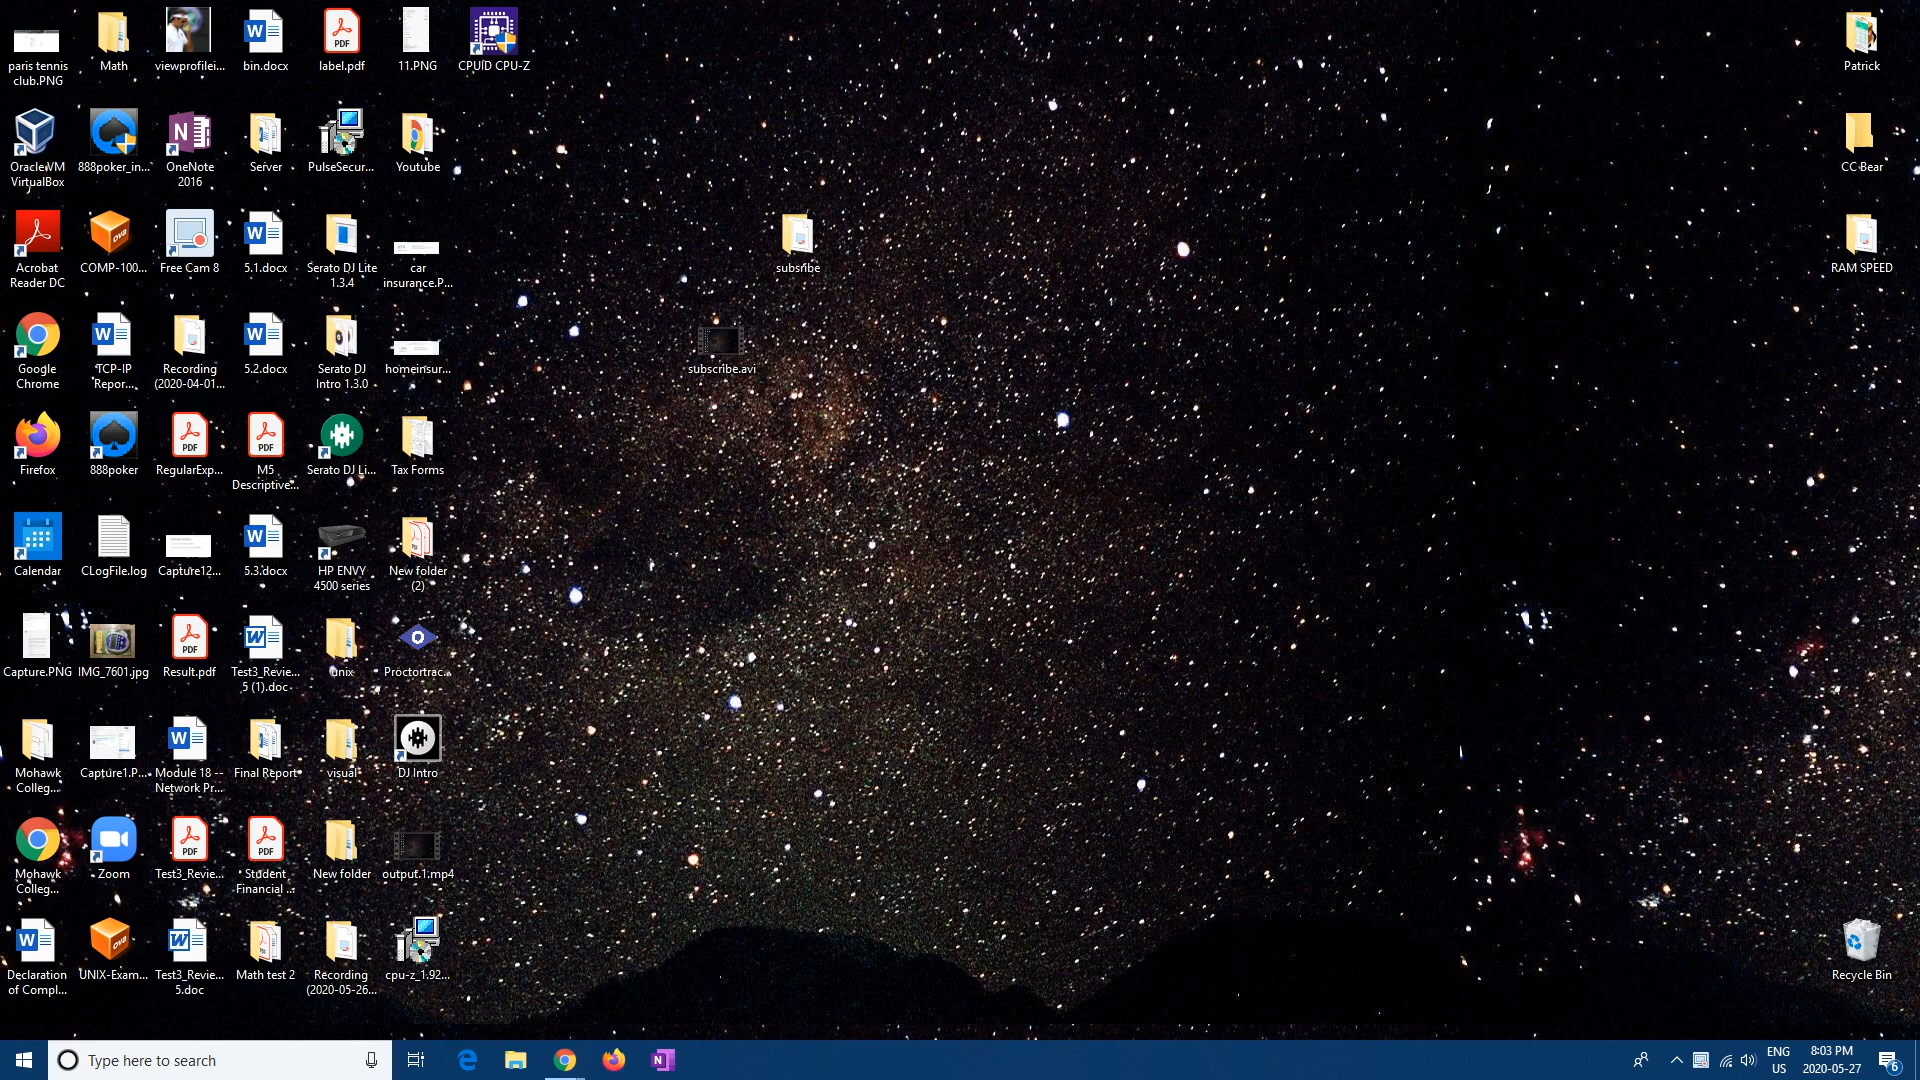 paris tennis
club.PNG
Math
viewprofilei...
bin.docx
label.pdf
11.PNG
CPUID CPU-Z
Patrick
Oracle VM
VirtualBox
888poker_in...
OneNote
2016
Server
PulseSecur...
Youtube
CC Bear
Acrobat
Reader DC
COMP-100...
Free Cam 8
5.1.docx
Serato DJ Lite
1.3.4
car
insurance.P...
subsribe
RAM SPEED
Google
Chrome
TCP-IP
Repor...
Recording
(2020-04-01...
5.2.docx
Serato DJ
Intro 1.3.0
homeinsur...
subscribe.avi
Firefox
888poker
RegularExp...
M5
Descriptive...
Serato DJ Li...
Tax Forms
Calendar
CLogFile.log
Capture12...
5.3.docx
HP ENVY
4500 series
New folder
(2)
Capture.PNG
IMG_7601.jpg
Result.pdf
Test3_Revie...
5 (1).doc
unix
Proctortrac...
Mohawk
Colleg...
Capture1.P...
Module 18 --
Network Pr...
Final Report
visual
DJ Intro
Mohawk
Colleg...
Zoom
Test3_Revie...
Student
Financial ...
New folder
output.1.mp4
Declaration
of Compl...
UNIX-Exam...
Test3_Revie...
5.doc
Math test 2
Recording
(2020-05-26...
cpu-z_1.92...
Recycle Bin
Type here to search
ENG
US
8:03 PM
2020-05-27
6